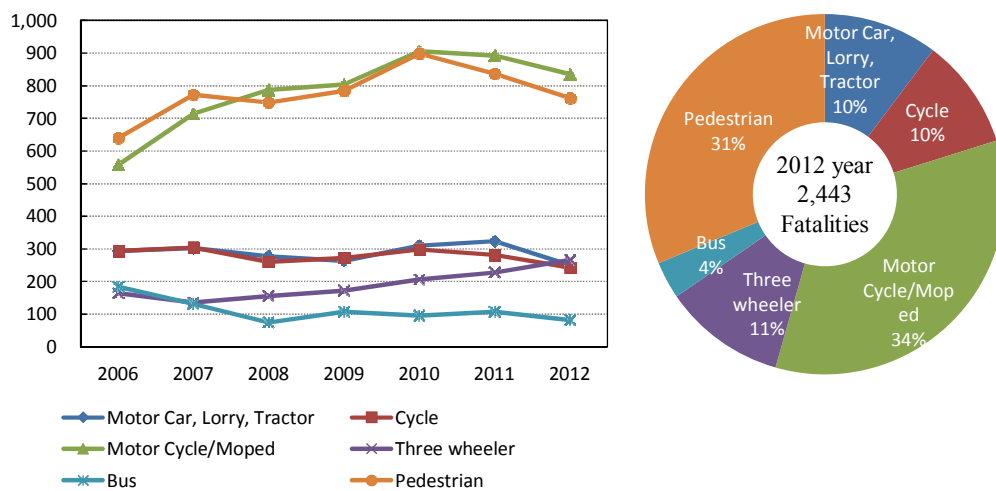 1,000
900
800
700
600
500
400
300
200
100
0
2006 2007 2008 2009 2010 2011 2012
Motor Car, Lorry, Tractor Cycle
Motor Cycle/Moped Three wheeler
Bus Pedestrian
Motor Car,
Lorry,
Tractor
10%
Cycle
10%
Motor
Cycle/Mop
ed
34%
Three
wheeler
11%
Bus
4%
Pedestrian
31%
2012 year
2,443
Fatalities